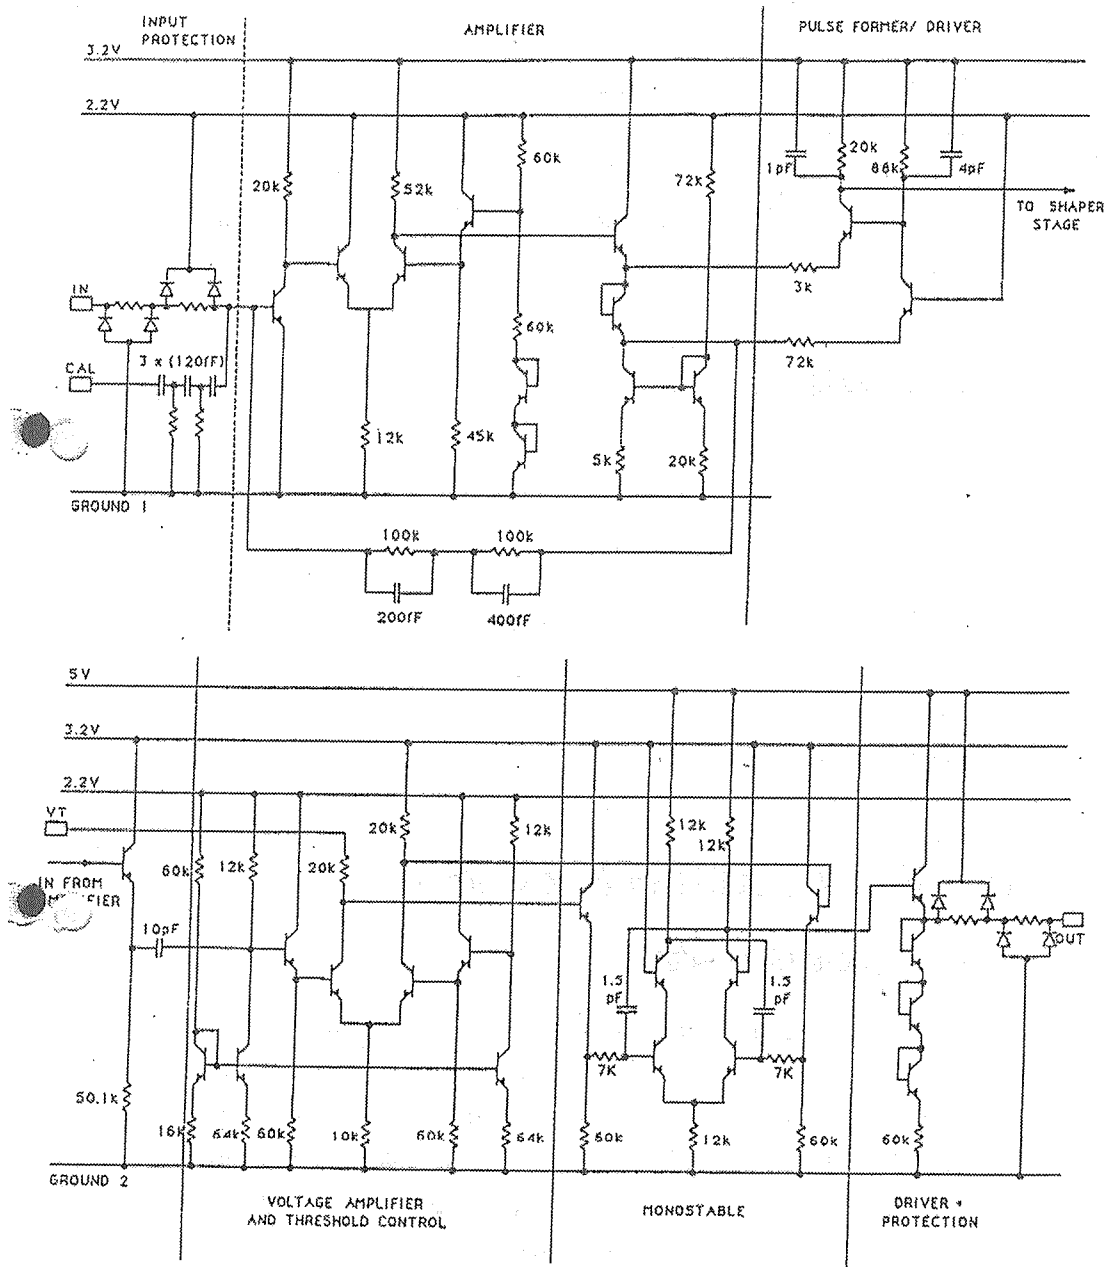 INPUT
PROTECTION
AMPLIFIER
PULSE FORMER/ DRIVER
3.2V
2.2V
20k
52k
60k
72k
1pF
20k
88k
4pF
TO SHAPER
STAGE
IN
3k
60k
72k
CAL
3 x (120fF)
12k
45k
5k
20k
GROUND 1
100k
100k
200fF
400fF
5V
3.2V
2.2V
VT
20k
12k
12k
12k
60k
12k
20k
IN FROM
10pF
OUT
1.5
pF
1.5
pF
7K
7K
50.1k
16k
64k
60k
10k
60k
64k
60k
12k
60k
60k
GROUND 2
VOLTAGE AMPLIFIER
AND THRESHOLD CONTROL
MONOSTABLE
DRIVER +
PROTECTION